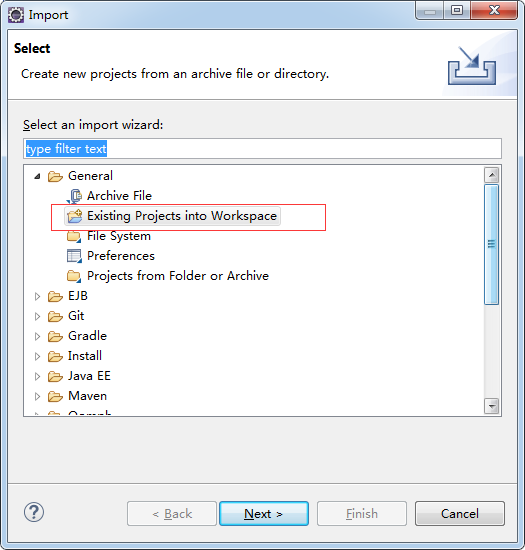 Import
Select
Create new projects from an archive file or directory.
Select an import wizard:
type filter text
General
Archive File
Existing Projects into Workspace
File System
Preferences
Projects from Folder or Archive
EJB
Git
Gradle
Install
Java EE
Maven
?
< Back
Next >
Finish
Cancel